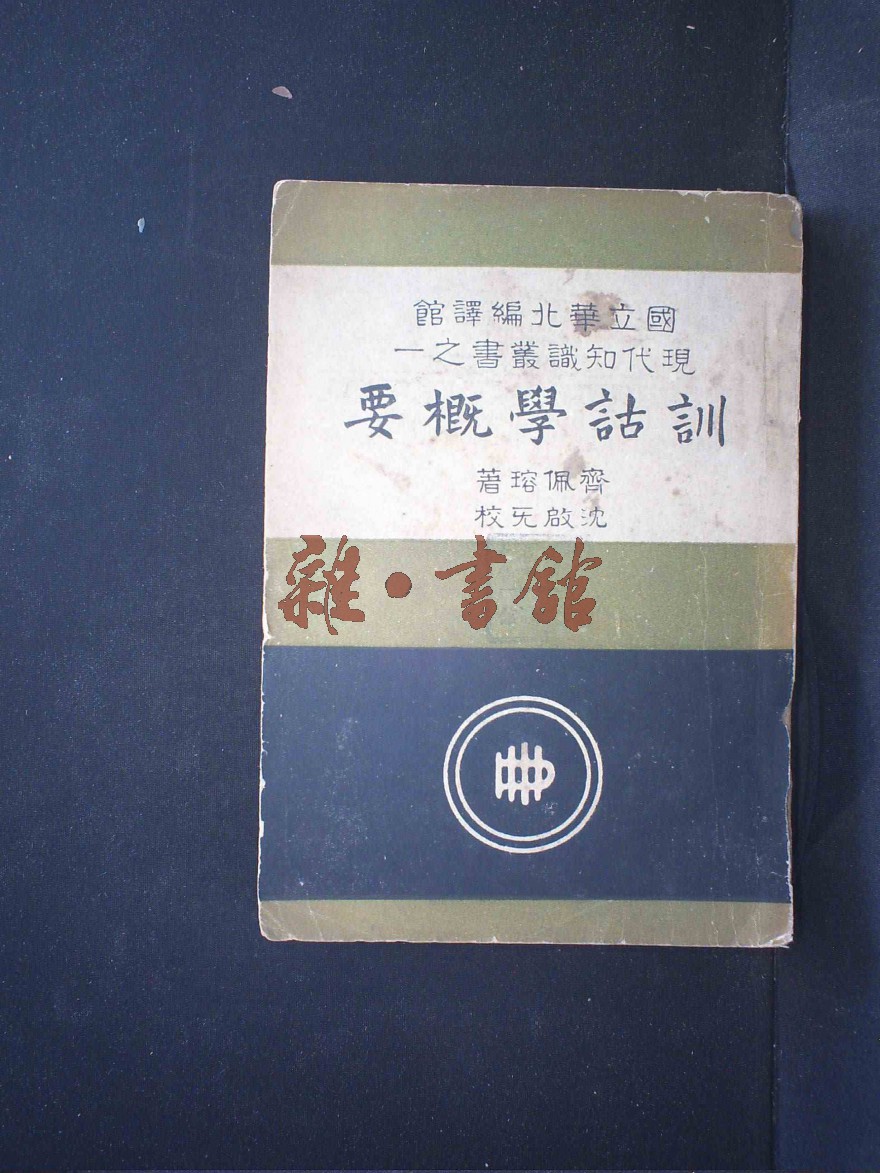 國立華北編譯館
現代知識叢書之一
訓詁學概要
齊佩瑢著
沈啟旡校
雜·書館